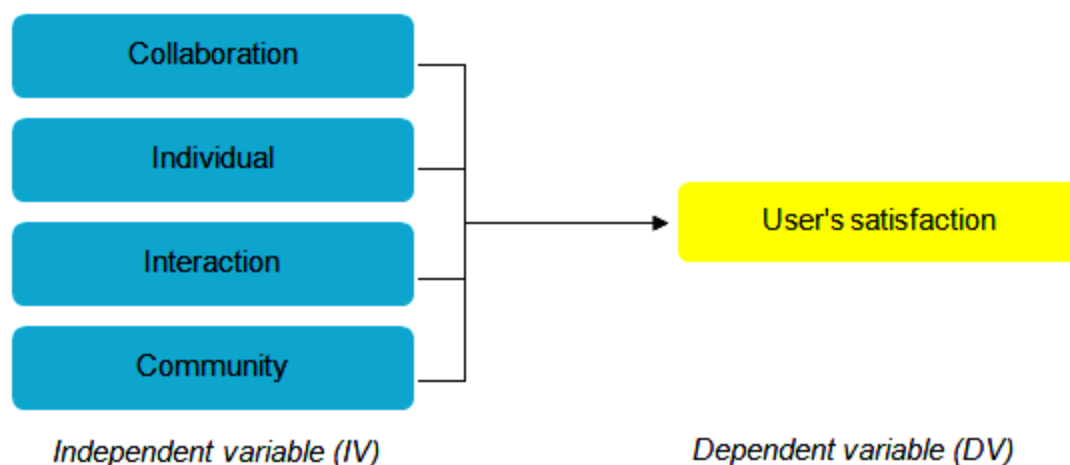 Collaboration
Individual
Interaction
Community
User's satisfaction
Independent variable (IV)
Dependent variable (DV)